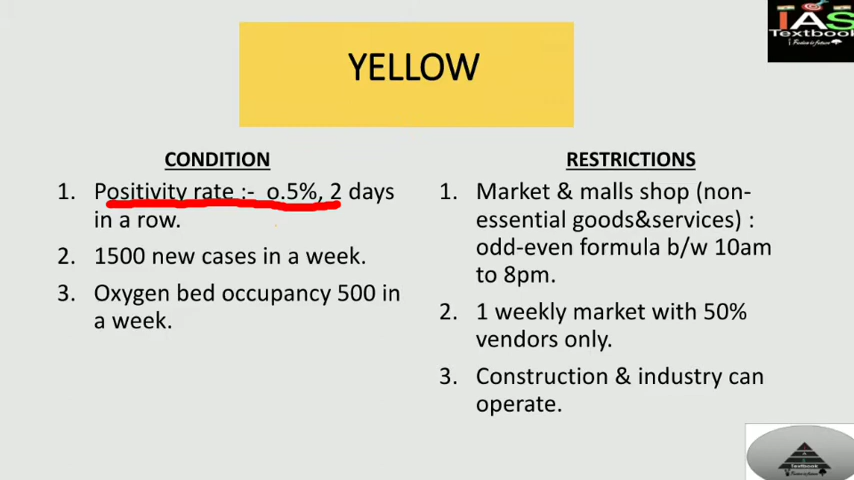 IAS
Textbook
YELLOW
CONDITION
1. Positivity rate :- o.5%, 2 days
in a row.
2. 1500 new cases in a week.
3. Oxygen bed occupancy 500 in
a week.
RESTRICTIONS
1. Market & malls shop (non-
essential goods&services) :
odd-even formula b/w 10am
to 8pm.
2. 1 weekly market with 50%
vendors only.
3. Construction & industry can
operate.